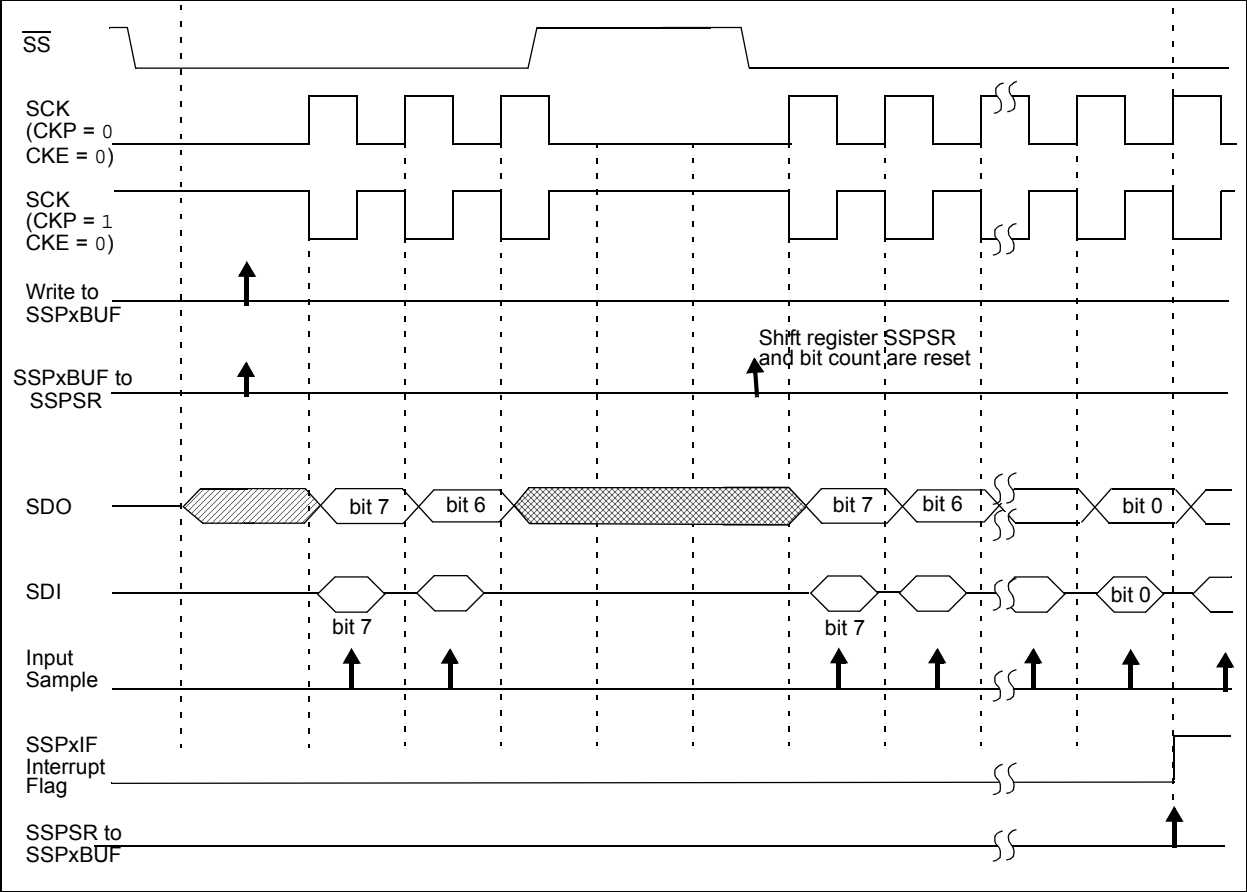 SS
SCK
(CKP = 0
CKE = 0)
SCK
(CKP = 1
CKE = 0)
Write to
SSPxBUF
Shift register SSPSR
and bit count are reset
SSPxBUF to
SSPSR
SDO
bit 7
bit 6
bit 7
bit 6
bit 0
SDI
bit 0
bit 7
bit 7
Input
Sample
SSPxIF
Interrupt
Flag
SSPSR to
SSPxBUF